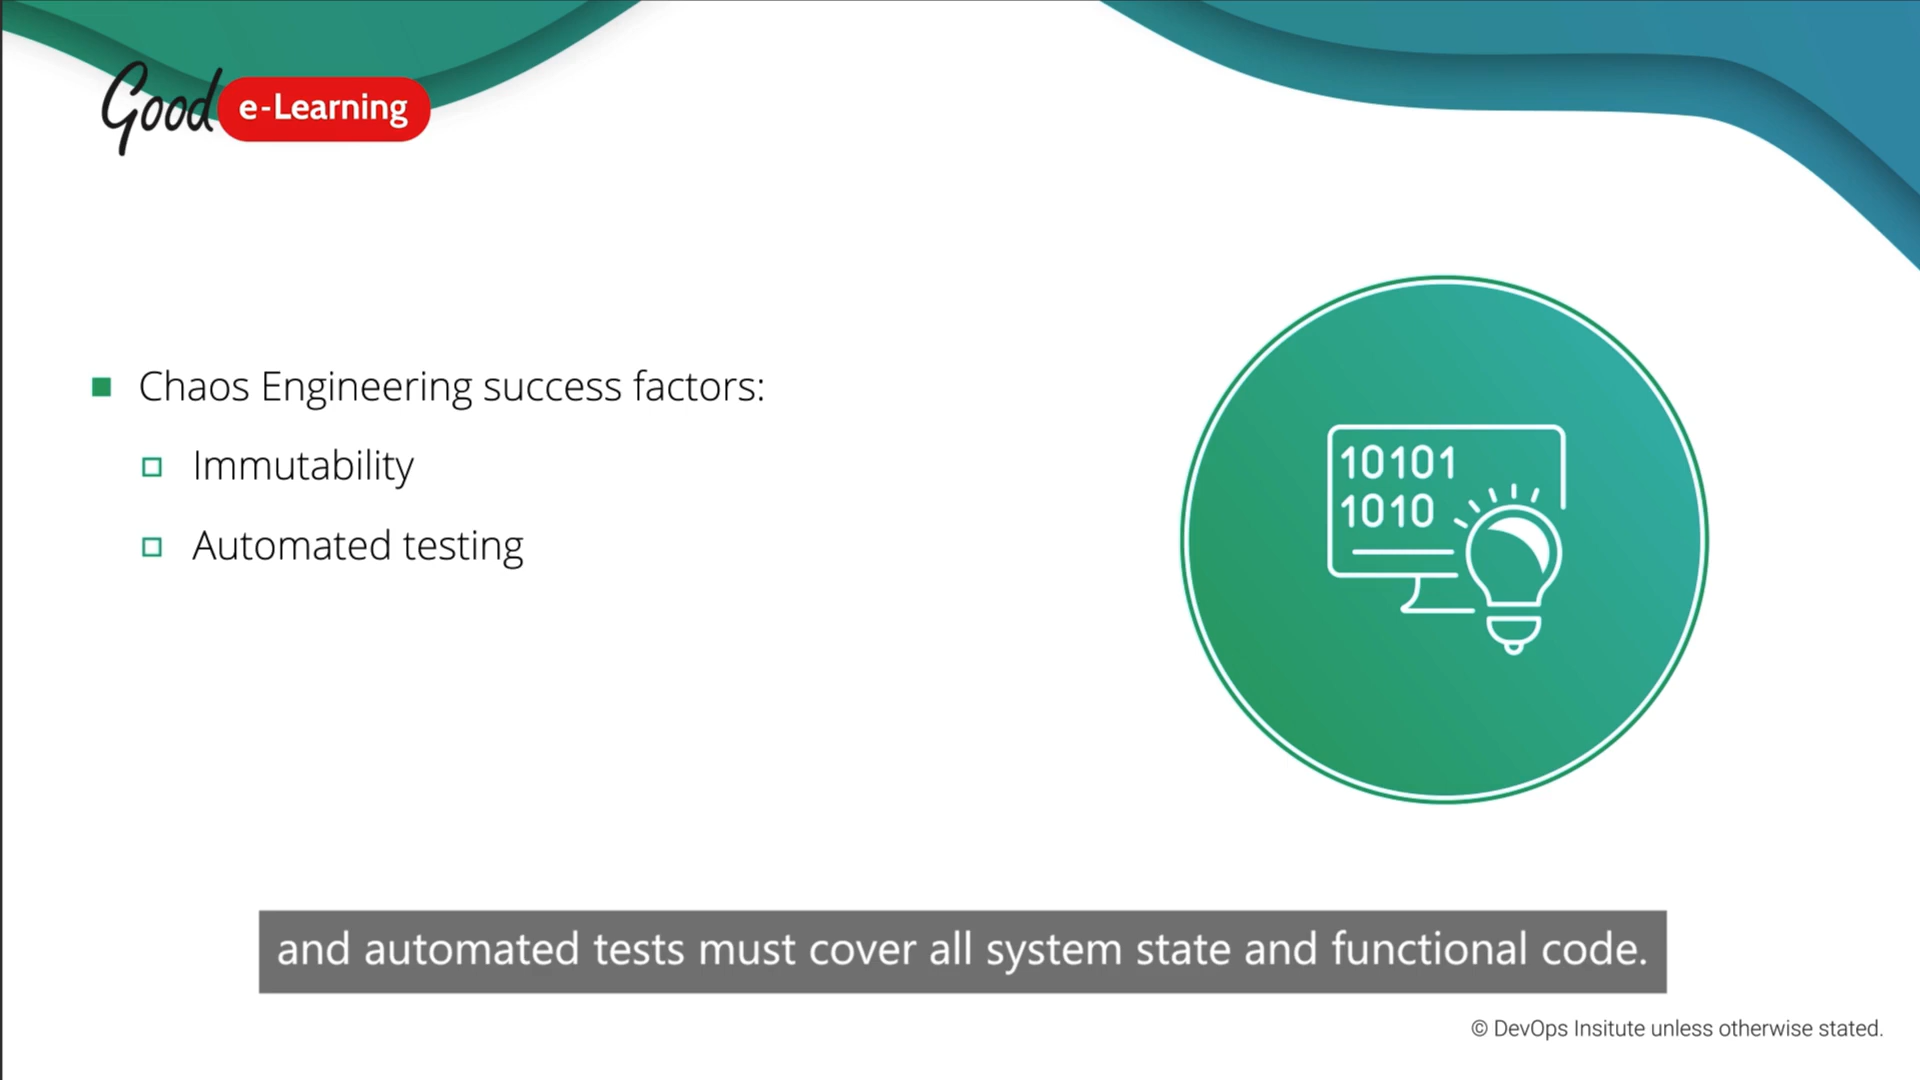 Good e-Learning
Chaos Engineering success factors:
Immutability
Automated testing
10101
1010
and automated tests must cover all system state and functional code.
© DevOps Insitute unless otherwise stated.